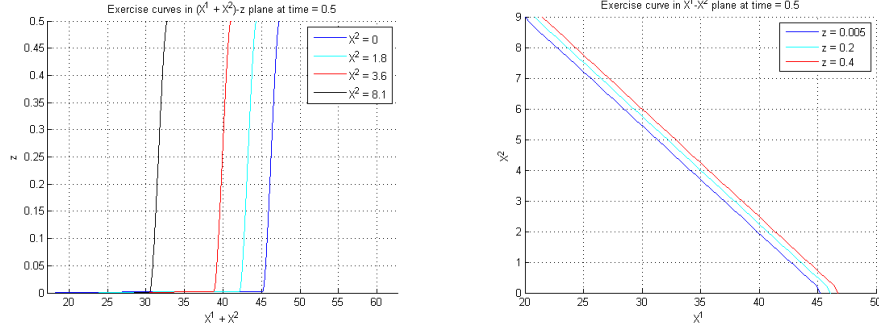 Exercise curves in (X¹ + X²)-z plane at time = 0.5
0.5
0.45
0.4
0.35
0.3
0.25
0.2
0.15
0.1
0.05
0
z
X² = 0
X² = 1.8
X² = 3.6
X² = 8.1
20 25 30 35 40 45 50 55 60
X¹ + X²
Exercise curve in X¹-X² plane at time = 0.5
9
8
7
6
5
4
3
2
1
0
X²
z = 0.005
z = 0.2
z = 0.4
20 25 30 35 40 45 50
X¹